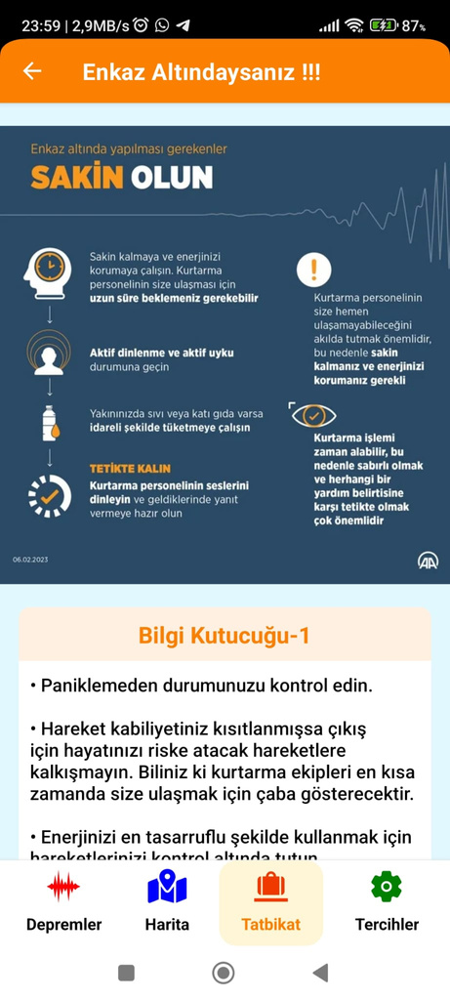 23:59 | 2,9MB/s
87%
Enkaz Altındaysanız !!!
Enkaz altında yapılması gerekenler
SAKİN OLUN
Sakin kalmaya ve enerjinizi
korumaya çalışın. Kurtarma
personelinin size ulaşması için
uzun süre beklemeniz gerekebilir
Aktif dinlenme ve aktif uyku
durumuna geçin
Yakınınızda sıvı veya katı gıda varsa
idareli şekilde tüketmeye çalışın
TETİKTE KALIN
Kurtarma personelinin seslerini
dinleyin ve geldiklerinde yanıt
vermeye hazır olun
!
Kurtarma personelinin
size hemen
ulaşamayabileceğini
akılda tutmak önemlidir,
bu nedenle sakin
kalmanız ve enerjinizi
korumanız gerekli
Kurtarma işlemi
zaman alabilir, bu
nedenle sabırlı olmak
ve herhangi bir
yardım belirtisine
karşı tetikte olmak
çok önemlidir
06.02.2023
AA
Bilgi Kutucuğu-1
• Paniklemeden durumunuzu kontrol edin.
• Hareket kabiliyetiniz kısıtlanmışsa çıkış
için hayatınızı riske atacak hareketlere
kalkışmayın. Biliniz ki kurtarma ekipleri en kısa
zamanda size ulaşmak için çaba gösterecektir.
• Enerjinizi en tasarruflu şekilde kullanmak için
hareketlerinizi kontrol altında tutun
Depremler
Harita
Tatbikat
Tercihler